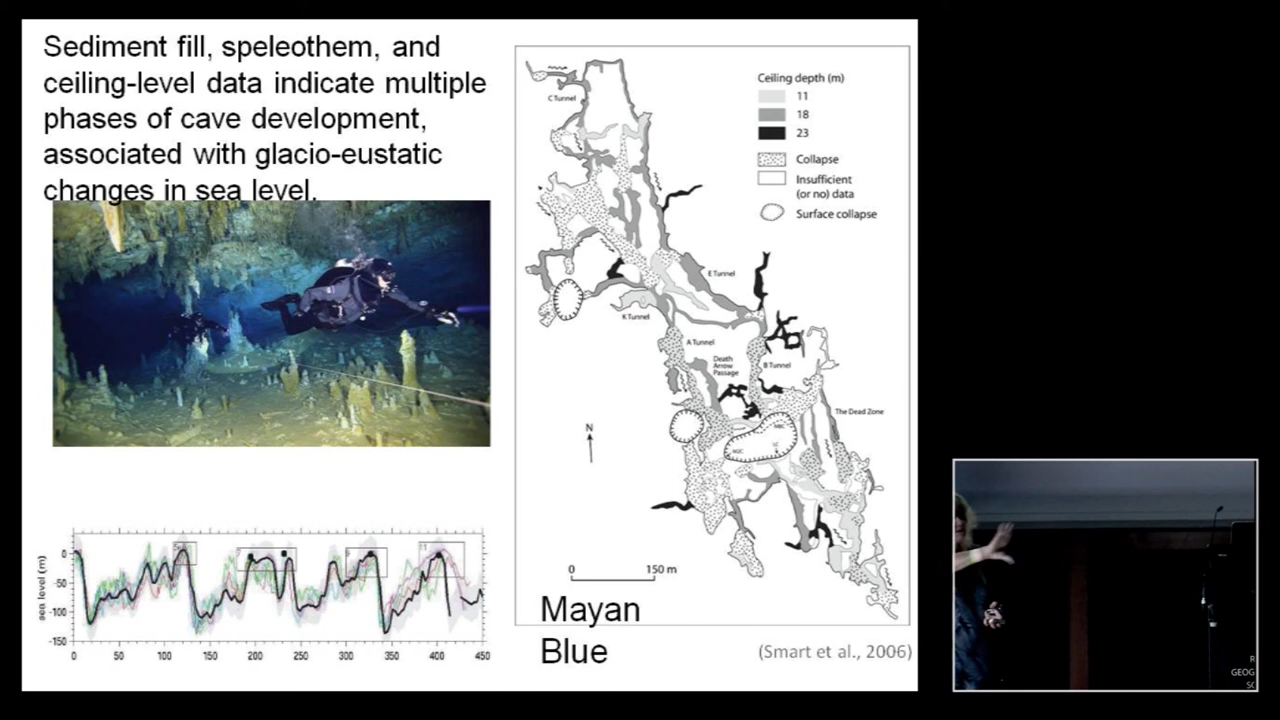 Sediment fill, speleothem, and
ceiling-level data indicate multiple
phases of cave development,
associated with glacio-eustatic
changes in sea level.
sea level (m)
0
-50
-100
-150
0
50
100
150
200
250
300
350
400
450
11
C Tunnel
E Tunnel
K Tunnel
A Tunnel
Death
Arrow
Passage
B Tunnel
The Dead Zone
N
0
150 m
Ceiling depth (m)
11
18
23
Collapse
Insufficient
(or no) data
Surface collapse
Mayan
Blue
(Smart et al., 2006)
R
GEOG